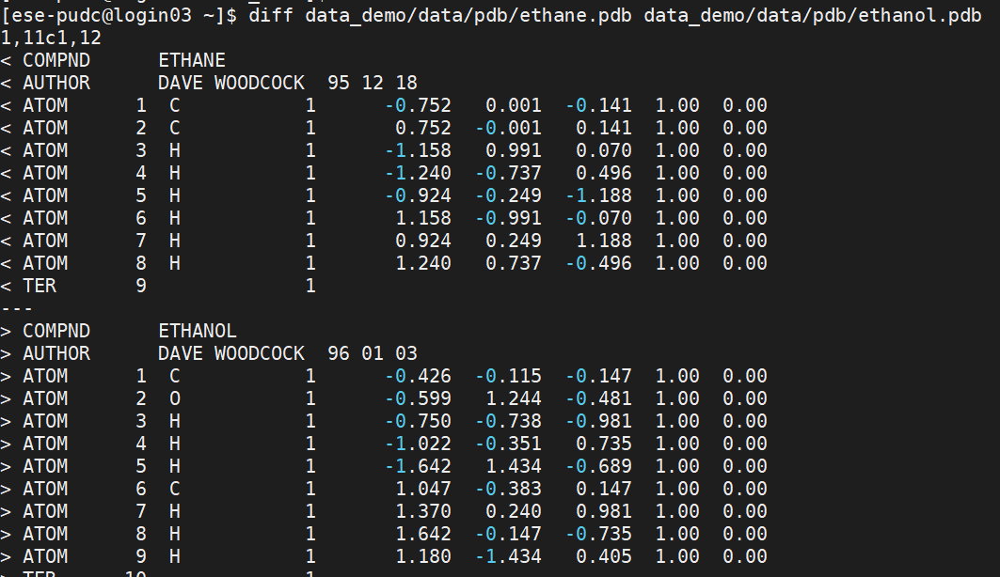 [ese-pudc@login03 ~]$ diff data_demo/data/pdb/ethane.pdb data_demo/data/pdb/ethanol.pdb
1,11c1,12
< COMPND      ETHANE
< AUTHOR      DAVE WOODCOCK  95 12 18
< ATOM      1  C           1      -0.752   0.001  -0.141  1.00  0.00
< ATOM      2  C           1       0.752  -0.001   0.141  1.00  0.00
< ATOM      3  H           1      -1.158   0.991   0.070  1.00  0.00
< ATOM      4  H           1      -1.240  -0.737   0.496  1.00  0.00
< ATOM      5  H           1      -0.924  -0.249  -1.188  1.00  0.00
< ATOM      6  H           1       1.158  -0.991  -0.070  1.00  0.00
< ATOM      7  H           1       0.924   0.249   1.188  1.00  0.00
< ATOM      8  H           1       1.240   0.737  -0.496  1.00  0.00
< TER       9              1
---
> COMPND      ETHANOL
> AUTHOR      DAVE WOODCOCK  96 01 03
> ATOM      1  C           1      -0.426  -0.115  -0.147  1.00  0.00
> ATOM      2  O           1      -0.599   1.244  -0.481  1.00  0.00
> ATOM      3  H           1      -0.750  -0.738  -0.981  1.00  0.00
> ATOM      4  H           1      -1.022  -0.351   0.735  1.00  0.00
> ATOM      5  H           1      -1.642   1.434  -0.689  1.00  0.00
> ATOM      6  C           1       1.047  -0.383   0.147  1.00  0.00
> ATOM      7  H           1       1.370   0.240   0.981  1.00  0.00
> ATOM      8  H           1       1.642  -0.147  -0.735  1.00  0.00
> ATOM      9  H           1       1.180  -1.434   0.405  1.00  0.00
> TER      10              1